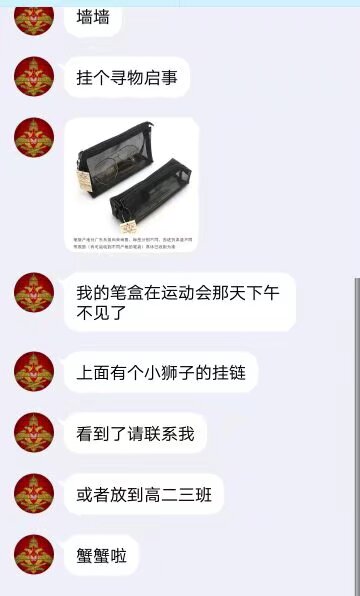 墙墙
挂个寻物启事
我的笔盒在运动会那天下午
不见了
上面有个小狮子的挂链
看到了请联系我
或者放到高二三班
蟹蟹啦